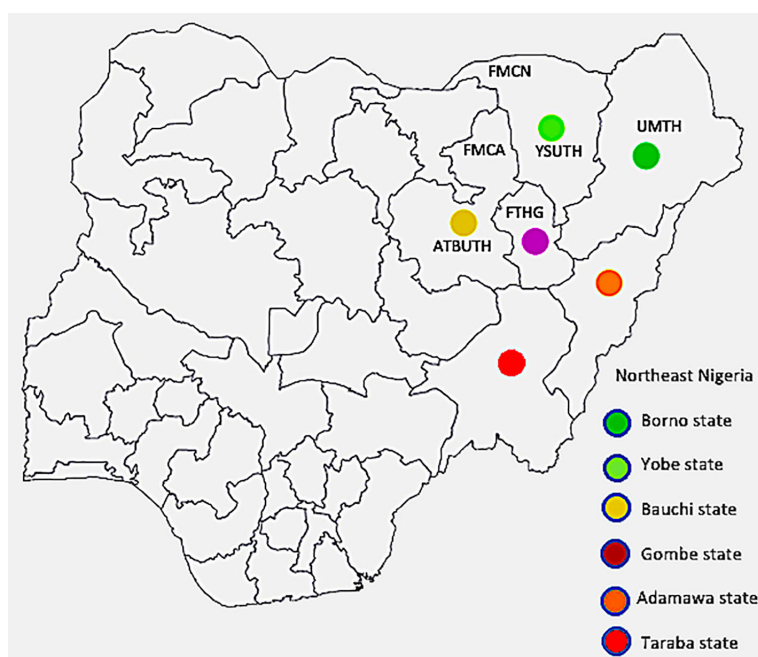 FMCN
UMTH
YSUTH
FMCA
FTHG
ATBUTH
Northeast Nigeria
Borno state
Yobe state
Bauchi state
Gombe state
Adamawa state
Taraba state